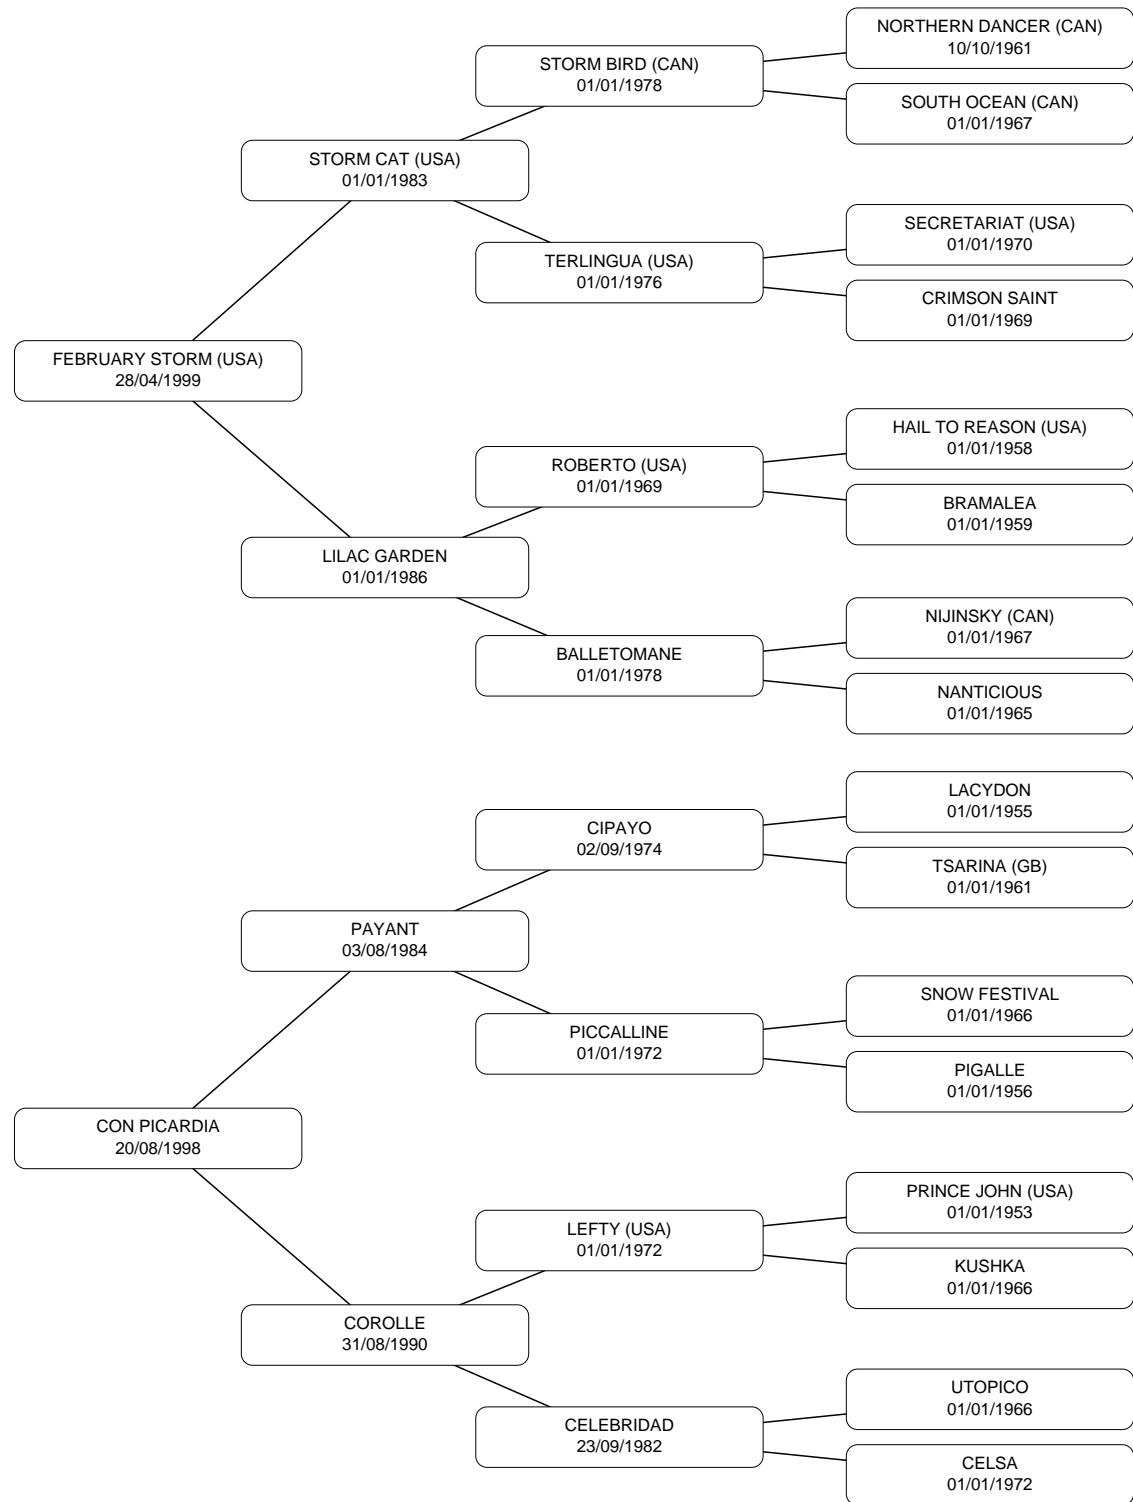 NORTHERN DANCER (CAN)
10/10/1961
STORM BIRD (CAN)
01/01/1978
SOUTH OCEAN (CAN)
01/01/1967
STORM CAT (USA)
01/01/1983
SECRETARIAT (USA)
01/01/1970
TERLINGUA (USA)
01/01/1976
CRIMSON SAINT
01/01/1969
FEBRUARY STORM (USA)
28/04/1999
HAIL TO REASON (USA)
01/01/1958
ROBERTO (USA)
01/01/1969
BRAMALEA
01/01/1959
LILAC GARDEN
01/01/1986
NIJINSKY (CAN)
01/01/1967
BALLETOMANE
01/01/1978
NANTICIOUS
01/01/1965
LACYDON
01/01/1955
CIPAYO
02/09/1974
TSARINA (GB)
01/01/1961
PAYANT
03/08/1984
SNOW FESTIVAL
01/01/1966
PICCALLINE
01/01/1972
PIGALLE
01/01/1956
CON PICARDIA
20/08/1998
PRINCE JOHN (USA)
01/01/1953
LEFTY (USA)
01/01/1972
KUSHKA
01/01/1966
COROLLE
31/08/1990
UTOPICO
01/01/1966
CELEBRIDAD
23/09/1982
CELSA
01/01/1972